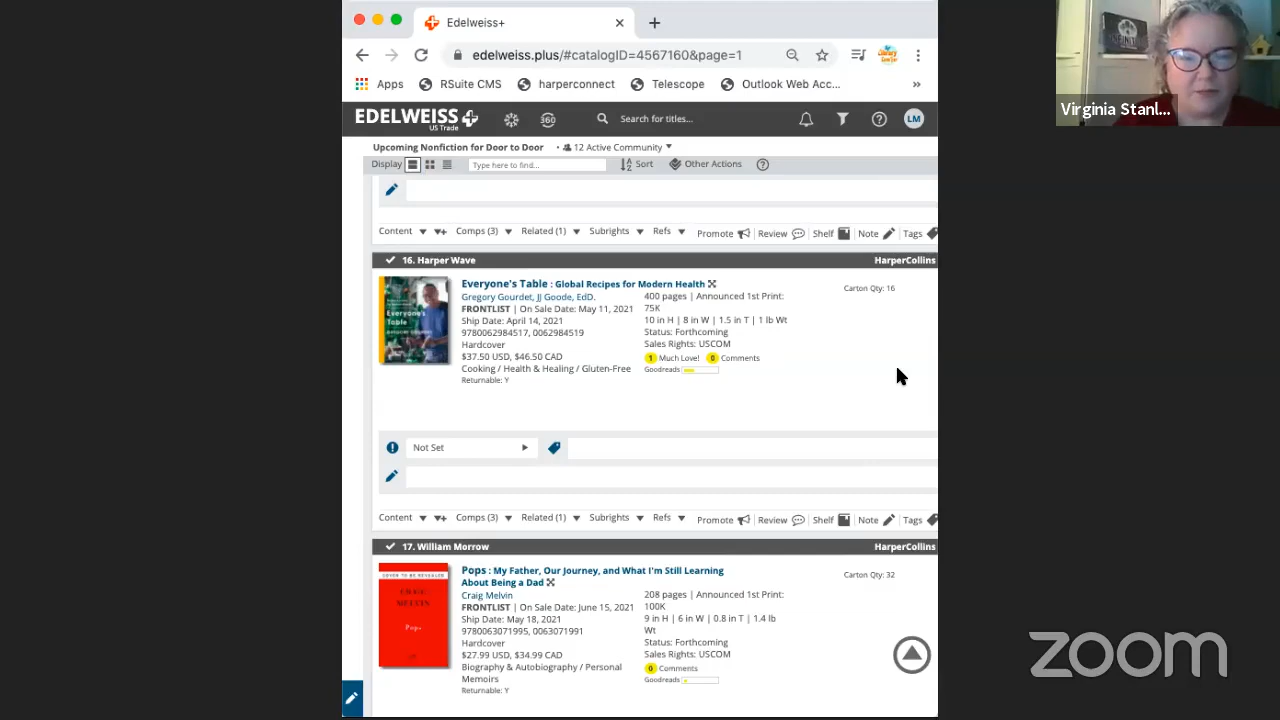 Edelweiss+
edelweiss.plus/#catalogID=4567160&page=1
Apps RSuite CMS harperconnect Telescope Outlook Web Acc... »
EDELWEISS
US Trade
360
Search for titles...
LM
Upcoming Nonfiction for Door to Door • 12 Active Community
Display Type here to find... Sort Other Actions
Content Comps (3) Related (1) Subrights Refs Promote Review Shelf Note Tags
16. Harper Wave HarperCollins
Everyone's Table
Everyone's Table : Global Recipes for Modern Health
Gregory Gourdet, JJ Goode, EdD.
FRONTLIST | On Sale Date: May 11, 2021
Ship Date: April 14, 2021
9780062984517, 0062984519
Hardcover
$37.50 USD, $46.50 CAD
Cooking / Health & Healing / Gluten-Free
Returnable: Y
400 pages | Announced 1st Print:
75K
10 in H | 8 in W | 1.5 in T | 1 lb Wt
Status: Forthcoming
Sales Rights: USCOM
1 Much Love! 0 Comments
Goodreads
Carton Qty: 16
Not Set
Content Comps (3) Related (1) Subrights Refs Promote Review Shelf Note Tags
17. William Morrow HarperCollins
COVER TO BE REVEALED
CRAIG
MELVIN
Pops
Pops : My Father, Our Journey, and What I'm Still Learning
About Being a Dad
Craig Melvin
FRONTLIST | On Sale Date: June 15, 2021
Ship Date: May 18, 2021
9780063071995, 0063071991
Hardcover
$27.99 USD, $34.99 CAD
Biography & Autobiography / Personal
Memoirs
Returnable: Y
208 pages | Announced 1st Print:
100K
9 in H | 6 in W | 0.8 in T | 1.4 lb
Wt
Status: Forthcoming
Sales Rights: USCOM
0 Comments
Goodreads
Carton Qty: 32
Virginia Stanl...
zoom